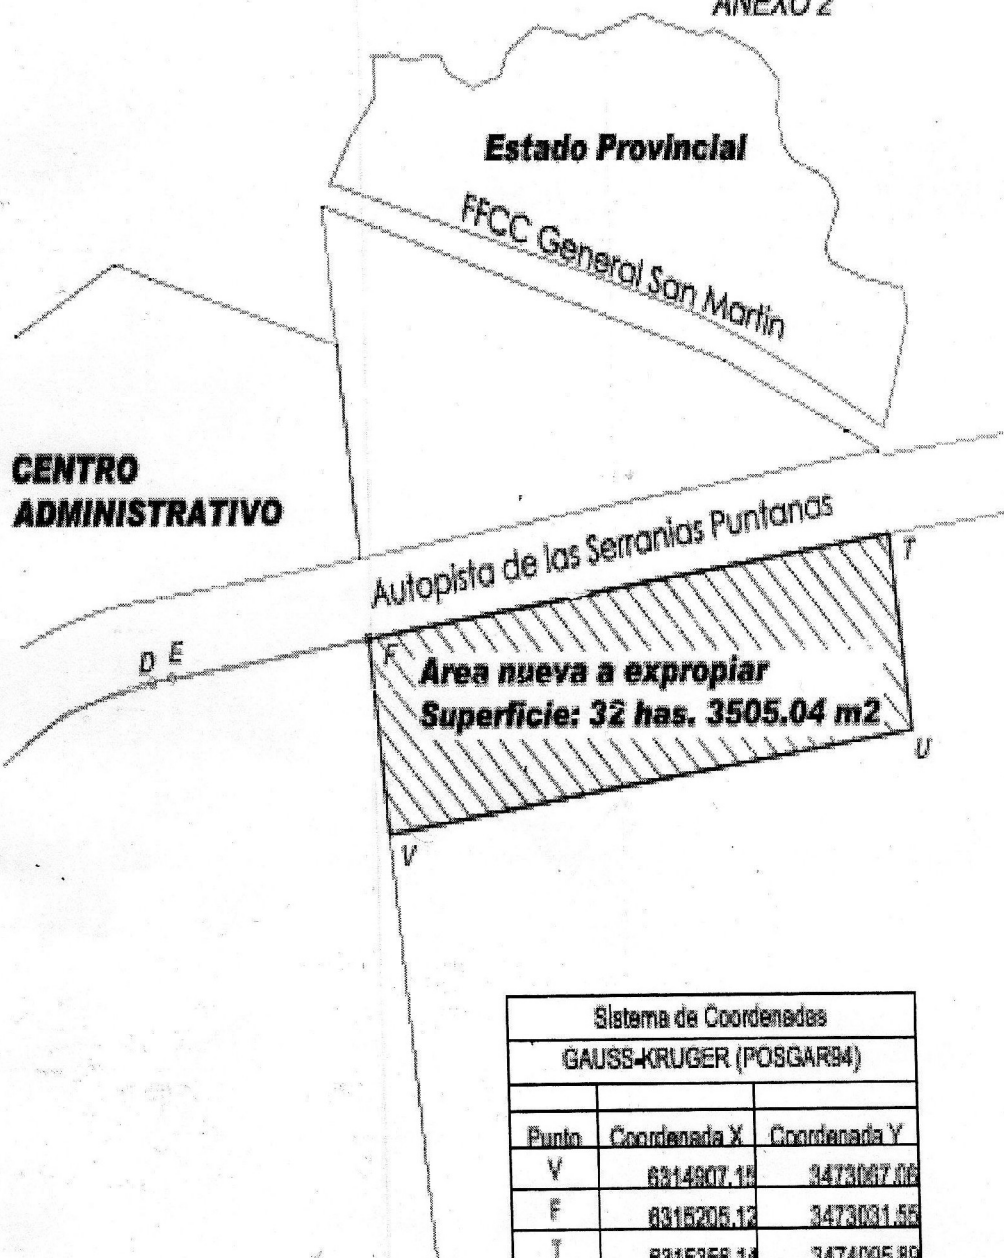 ANEXO 2
Estado Provincial
FFCC General San Martin
CENTRO
ADMINISTRATIVO
Autopista de las Serranias Puntanas
T
D E
F
Area nueva a expropiar
Superficie: 32 has. 3505.04 m2
U
V
Sistema de Coordenadas
GAUSS-KRUGER (POSGAR94)
Punto Coordenada X Coordenada Y
V 6314907.15 3473067.06
F 6315205.12 3473031.55
T